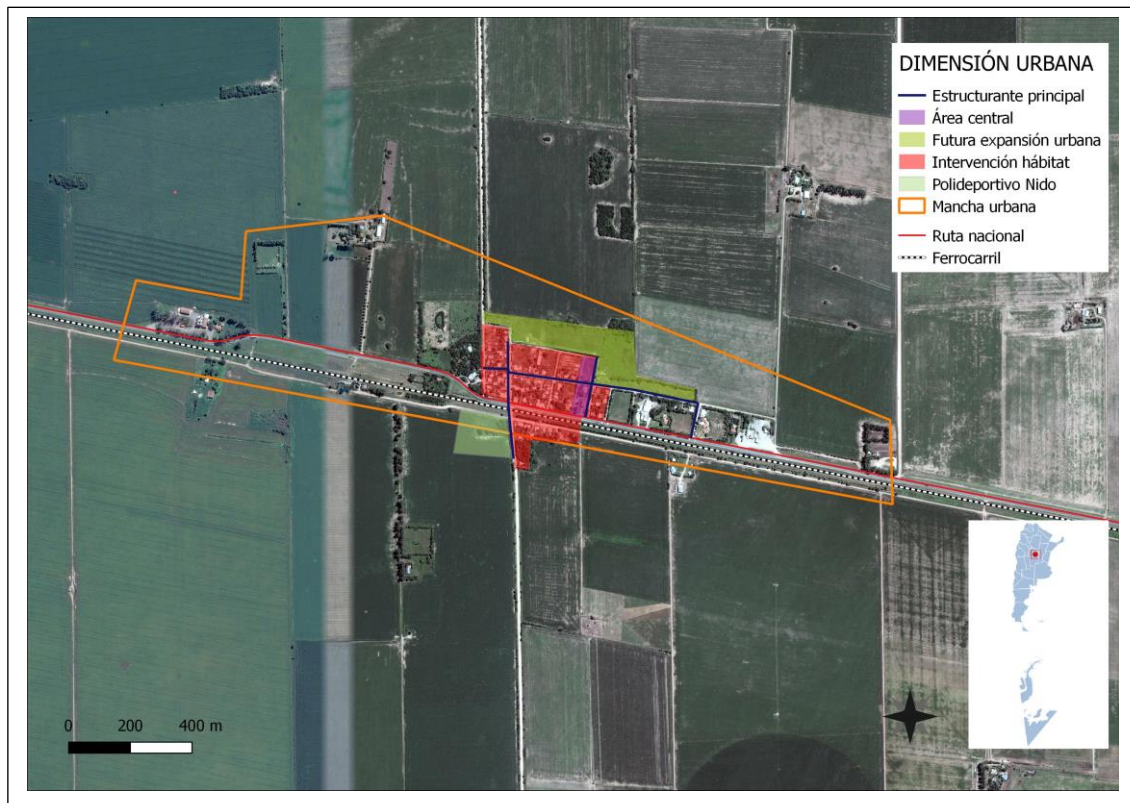 DIMENSIÓN URBANA
Estructurante principal
Área central
Futura expansión urbana
Intervención hábitat
Polideportivo Nido
Mancha urbana
Ruta nacional
Ferrocarril
0 200 400 m